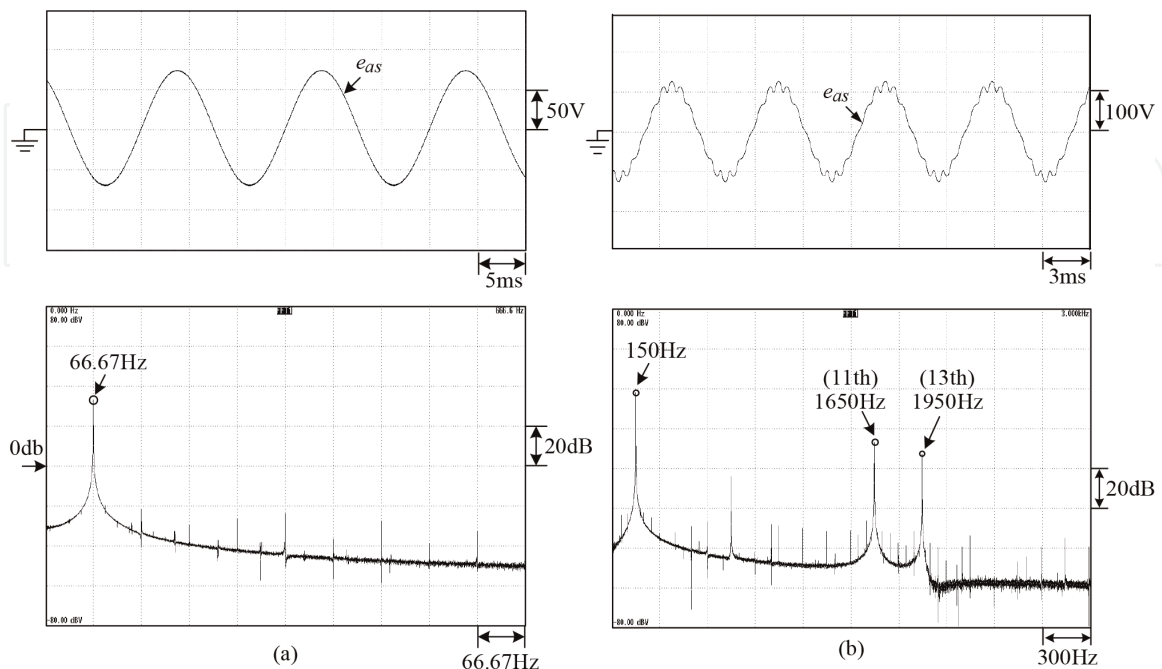 e_as
50V
5ms
e_as
100V
3ms
0.000 Hz
80.00 dBV
666.6 Hz
66.67Hz
0db
20dB
-80.00 dBV
66.67Hz
(a)
0.000 Hz
80.00 dBV
3.000kHz
150Hz
(11th)
1650Hz
(13th)
1950Hz
20dB
-80.00 dBV
300Hz
(b)